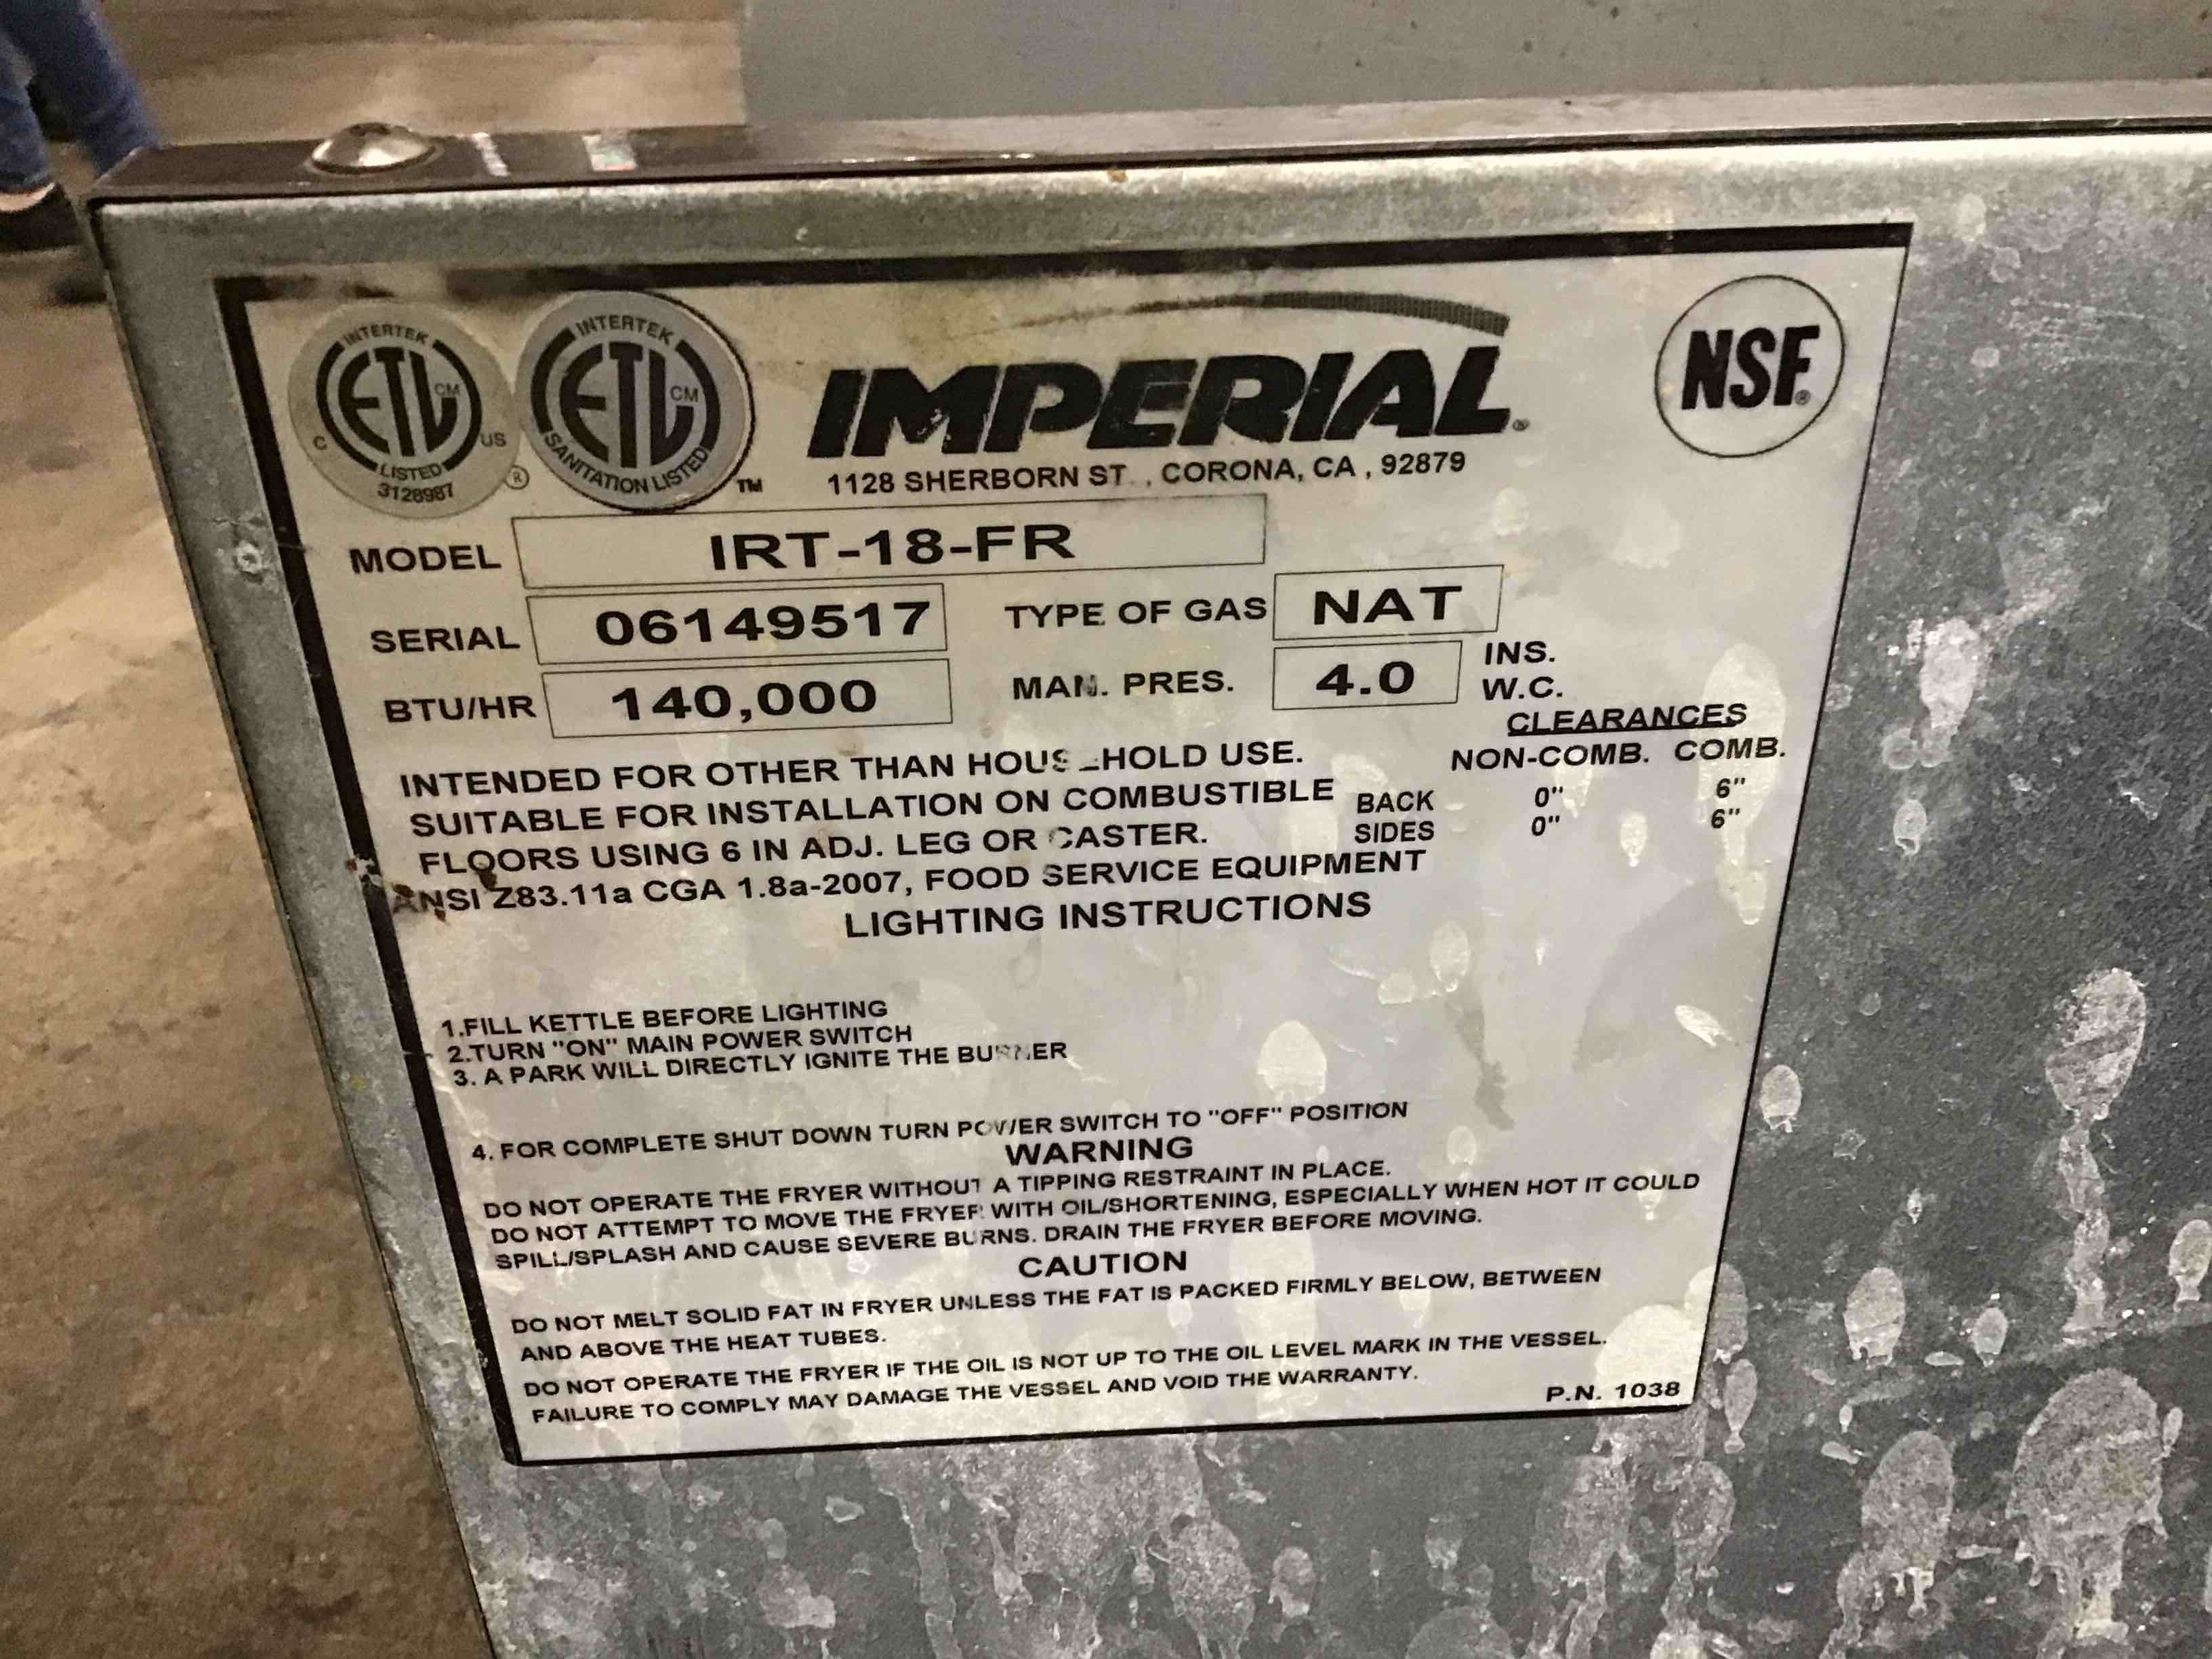 INTERTEK
ETL CM
C US
LISTED
3128987
®
INTERTEK
ETL CM
SANITATION LISTED
TM
IMPERIAL®
NSF®
1128 SHERBORN ST., CORONA, CA, 92879
MODEL IRT-18-FR
SERIAL 06149517 TYPE OF GAS NAT
BTU/HR 140,000 MAN. PRES. 4.0 INS. W.C.
CLEARANCES
NON-COMB. COMB.
BACK 0" 6"
SIDES 0" 6"
INTENDED FOR OTHER THAN HOUSEHOLD USE.
SUITABLE FOR INSTALLATION ON COMBUSTIBLE
FLOORS USING 6 IN ADJ. LEG OR CASTER.
ANSI Z83.11a CGA 1.8a-2007, FOOD SERVICE EQUIPMENT
LIGHTING INSTRUCTIONS
1.FILL KETTLE BEFORE LIGHTING
2.TURN "ON" MAIN POWER SWITCH
3. A PARK WILL DIRECTLY IGNITE THE BURNER
4. FOR COMPLETE SHUT DOWN TURN POWER SWITCH TO "OFF" POSITION
WARNING
DO NOT OPERATE THE FRYER WITHOUT A TIPPING RESTRAINT IN PLACE.
DO NOT ATTEMPT TO MOVE THE FRYER WITH OIL/SHORTENING, ESPECIALLY WHEN HOT IT COULD
SPILL/SPLASH AND CAUSE SEVERE BURNS. DRAIN THE FRYER BEFORE MOVING.
CAUTION
DO NOT MELT SOLID FAT IN FRYER UNLESS THE FAT IS PACKED FIRMLY BELOW, BETWEEN
AND ABOVE THE HEAT TUBES.
DO NOT OPERATE THE FRYER IF THE OIL IS NOT UP TO THE OIL LEVEL MARK IN THE VESSEL.
FAILURE TO COMPLY MAY DAMAGE THE VESSEL AND VOID THE WARRANTY.
P.N. 1038